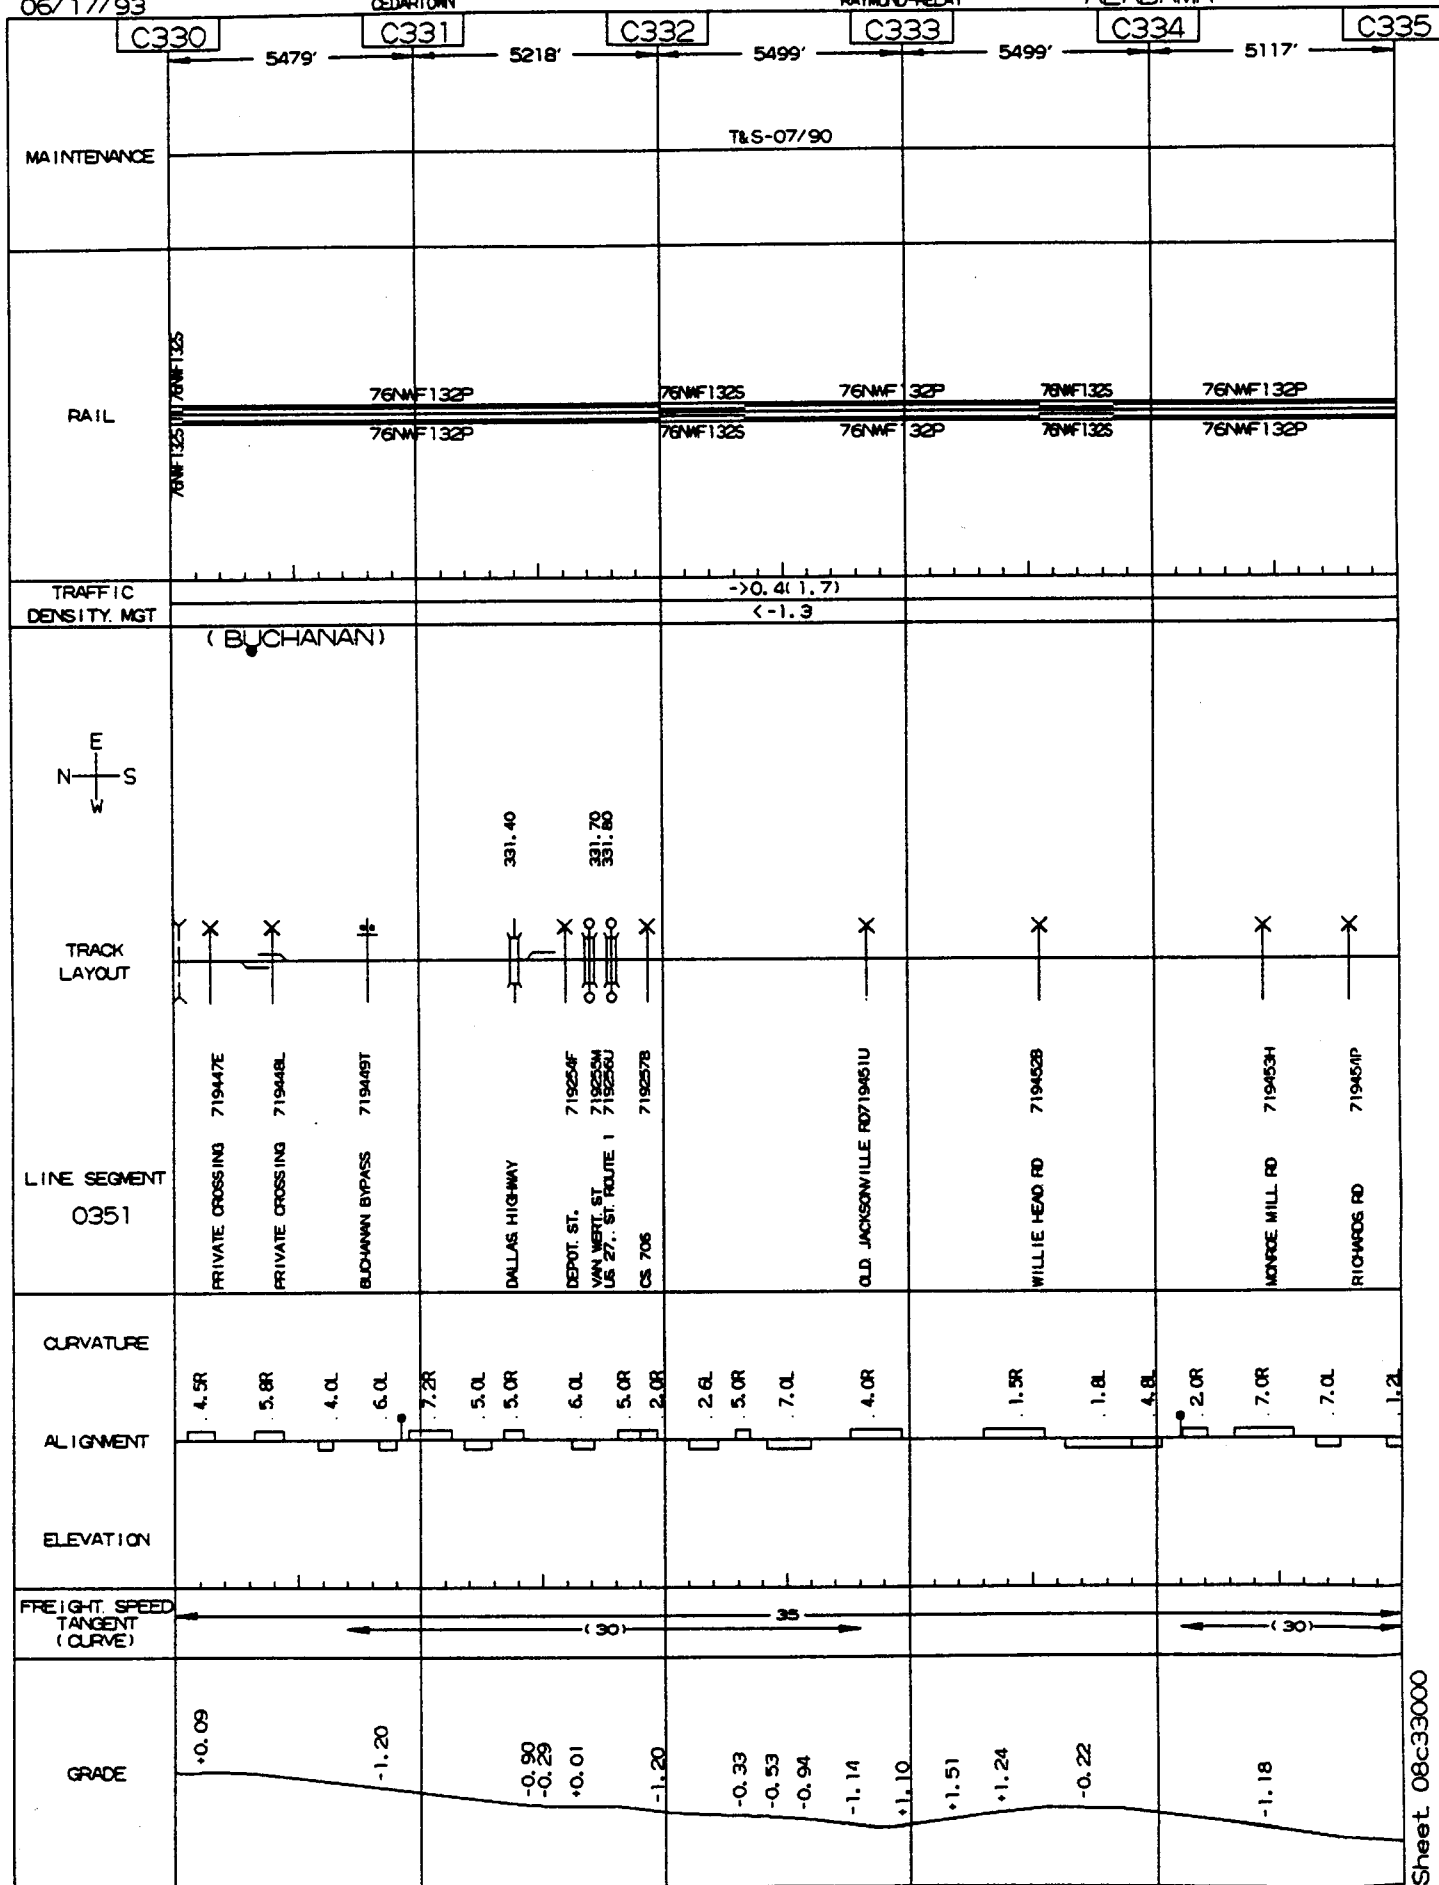 06/17/93
CEDARTOWN
RAYMOND-RELAY
ALABAMA
C330 C331 C332 C333 C334 C335
5479' 5218' 5499' 5499' 5117'
MAINTENANCE
T&S-07/90
RAIL
76NWF132S
76NWF132P 76NWF132S 76NWF132P 76NWF132S 76NWF132P
76NWF132P 76NWF132S 76NWF132P 76NWF132S 76NWF132P
76NWF132S
TRAFFIC
DENSITY. MGT
->0.4(1.7)
<-1.3
(BUCHANAN)
E
N S
W
331.40
331.70
331.80
TRACK
LAYOUT
LINE SEGMENT
0351
PRIVATE CROSSING 719447E
PRIVATE CROSSING 719448L
BUCHANAN BYPASS 719449T
DALLAS HIGHWAY
DEPOT. ST. 719254F
VAN WERT. ST 719255M
US 27,. ST. ROUTE 1 719256U
CS 706 719257B
OLD. JACKSONVILLE RD719451U
WILLIE HEAD RD 719452B
MONROE MILL RD 719453H
RICHARDS RD 719454P
CURVATURE
4.5R 5.8R 4.0L 6.0L 7.2R 5.0L 5.0R 6.0L 5.0R 2.0R 2.6L 5.0R 7.0L 4.0R 1.5R 1.8L 4.8L 2.0R 7.0R 7.0L 1.2L
ALIGNMENT
ELEVATION
FREIGHT. SPEED
TANGENT
(CURVE)
35
(30) (30)
GRADE
+0.09 -1.20 -0.90 -0.29 +0.01 -1.20 -0.33 -0.53 -0.94 -1.14 +1.10 +1.51 +1.24 -0.22 -1.18
Sheet 08c33000